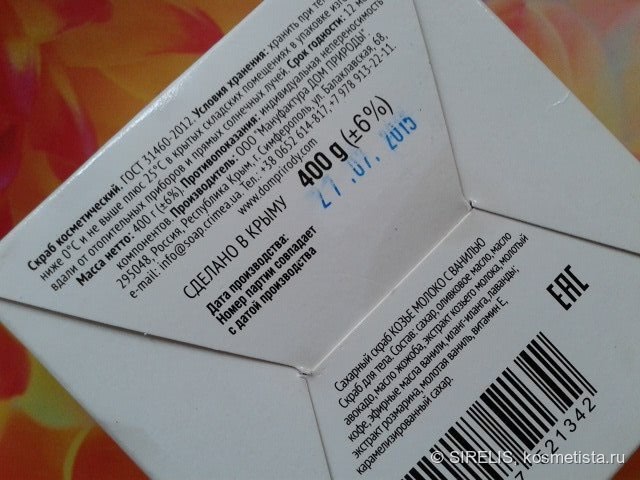 Скраб косметический. ГОСТ 31460-2012. Условия хранения: хранить при те
ниже 0°С и не выше плюс 25°С в крытых складских помещениях в упаковке из
вдали от отопительных приборов и прямых солнечных лучей. Срок годности: 12 м
Масса нетто: 400 г (±6%) Противопоказания: индивидуальная непереносимость
компонентов. Производитель: ООО "Мануфактура ДОМ ПРИРОДЫ"
295048, Россия, Республика Крым, г. Симферополь, ул. Балаклавская, 68,
e-mail: info@soap.crimea.ua Тел.: +38 0652 614-817, +7 978 913-22-11.
www.domprirody.com
СДЕЛАНО В КРЫМУ
400 g (±6%)
Дата производства:
27.07.2015
Номер партии совпадает
с датой производства
Сахарный скраб КОЗЬЕ МОЛОКО С ВАНИЛЬЮ
Скраб для тела. Состав: сахар, оливковое масло, масло
авокадо, масло жожоба, экстракт козьего молока, молотый
кофе, эфирные масла ванили, иланг-иланга, лаванды;
экстракт розмарина, молотая ваниль, витамин Е,
карамелизированный сахар.
EAC
21342
© SIRELIS, kosmetista.ru